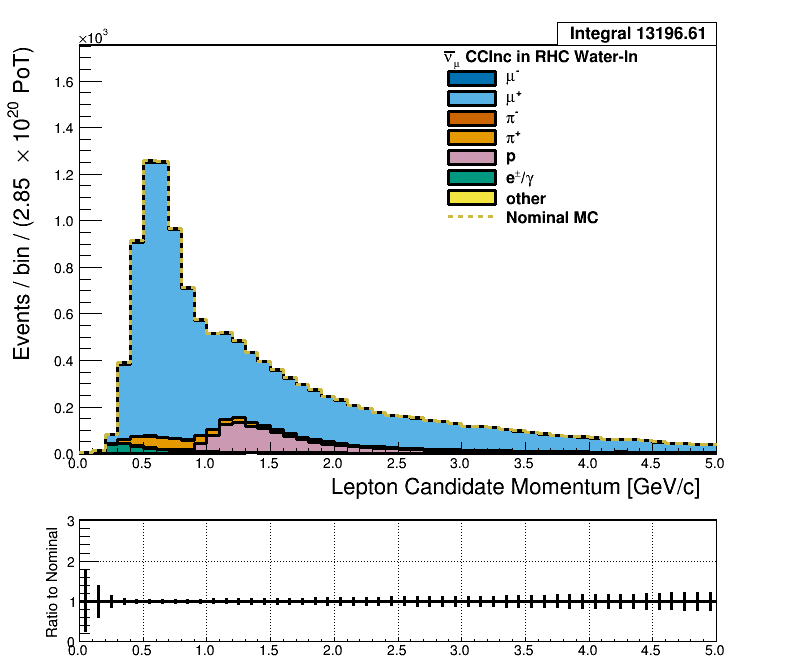 Integral 13196.61
×10³
ν̅μ CCInc in RHC Water-In
μ⁻
μ⁺
π⁻
π⁺
p
e±/γ
other
Nominal MC
Events / bin / (2.85 × 10²⁰ PoT)
1.6
1.4
1.2
1.0
0.8
0.6
0.4
0.2
0.0
0.0 0.5 1.0 1.5 2.0 2.5 3.0 3.5 4.0 4.5 5.0
Lepton Candidate Momentum [GeV/c]
Ratio to Nominal
3
2
1
0
0.0 0.5 1.0 1.5 2.0 2.5 3.0 3.5 4.0 4.5 5.0